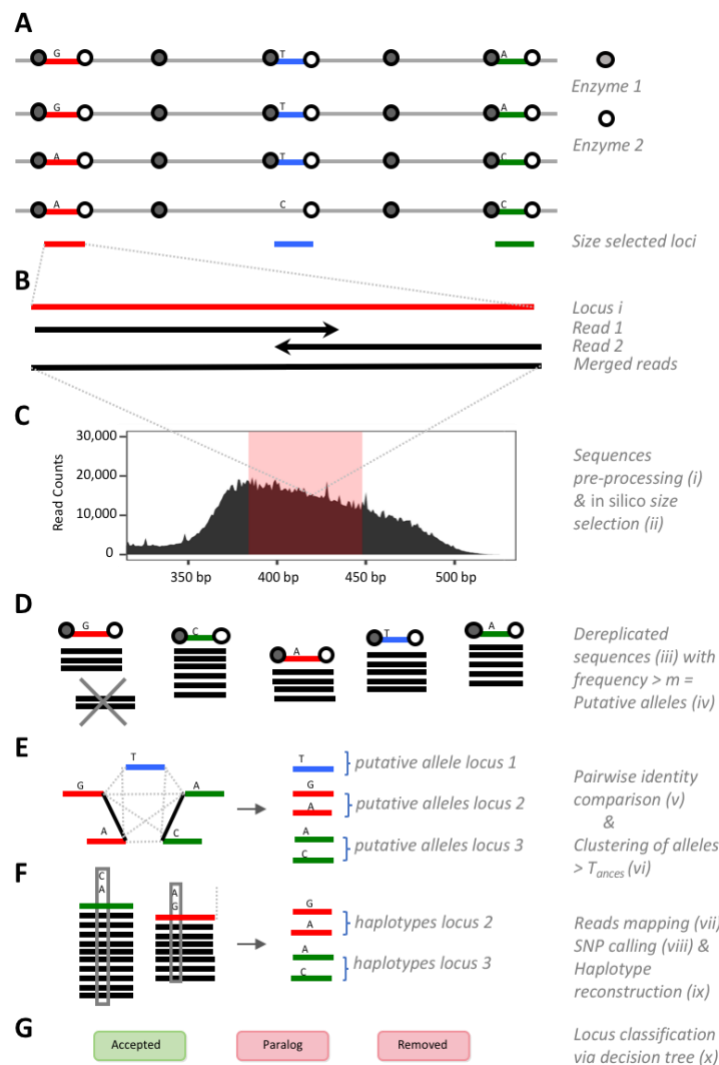 A
G T A
Enzyme 1
G T A
Enzyme 2
A T C
A C C
Size selected loci
B
Locus i
Read 1
Read 2
Merged reads
C
30,000
20,000
10,000
0
Read Counts
350 bp 400 bp 450 bp 500 bp
Sequences
pre-processing (i)
& in silico size
selection (ii)
D
G C A T A
Dereplicated
sequences (iii) with
frequency > m =
Putative alleles (iv)
E
T
G A
A C
T
putative allele locus 1
G
A
putative alleles locus 2
A
C
putative alleles locus 3
Pairwise identity
comparison (v)
&
Clustering of alleles
> Tances (vi)
F
C
A
A
G
G
A
haplotypes locus 2
A
C
haplotypes locus 3
Reads mapping (vii)
SNP calling (viii) &
Haplotype
reconstruction (ix)
G
Accepted Paralog Removed
Locus classification
via decision tree (x)